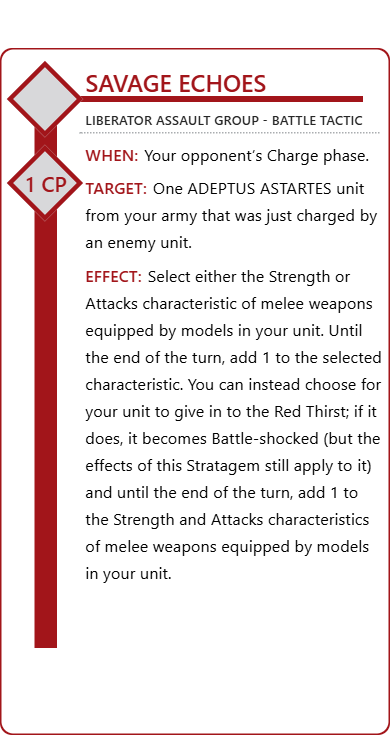 SAVAGE ECHOES
LIBERATOR ASSAULT GROUP - BATTLE TACTIC
WHEN: Your opponent's Charge phase.
1 CP
TARGET: One ADEPTUS ASTARTES unit
from your army that was just charged by
an enemy unit.
EFFECT: Select either the Strength or
Attacks characteristic of melee weapons
equipped by models in your unit. Until
the end of the turn, add 1 to the selected
characteristic. You can instead choose for
your unit to give in to the Red Thirst; if it
does, it becomes Battle-shocked (but the
effects of this Stratagem still apply to it)
and until the end of the turn, add 1 to
the Strength and Attacks characteristics
of melee weapons equipped by models
in your unit.